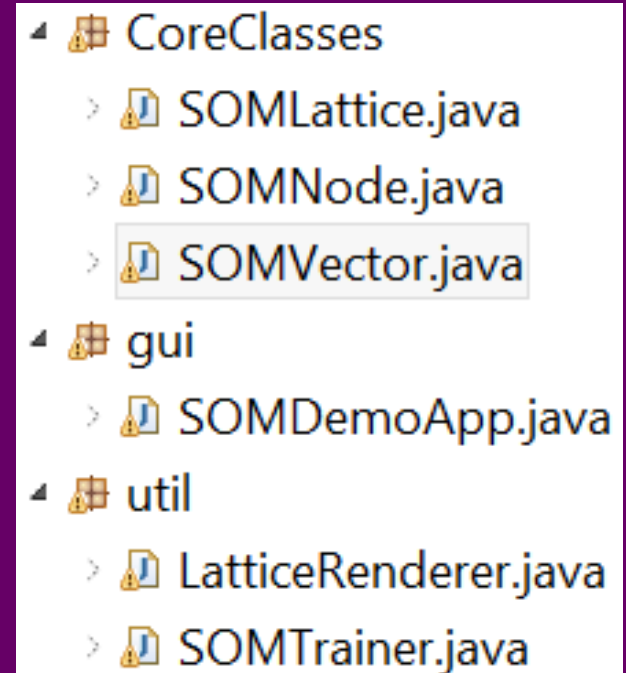 CoreClasses
SOMLattice.java
SOMNode.java
SOMVector.java
gui
SOMDemoApp.java
util
LatticeRenderer.java
SOMTrainer.java